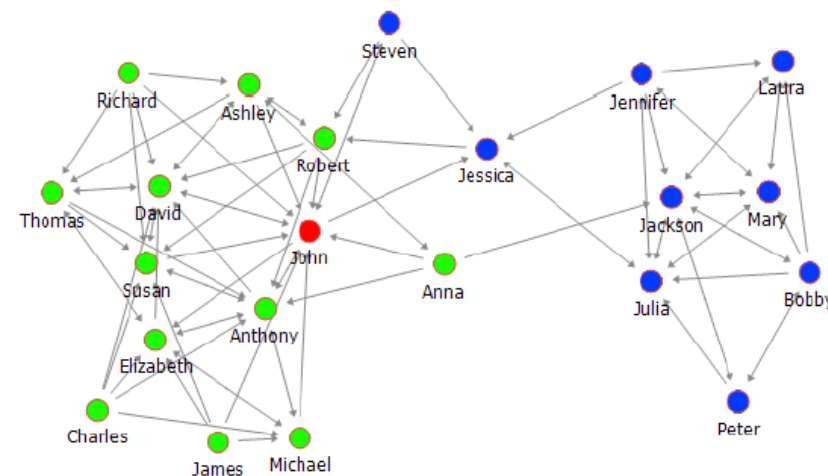 Steven
Richard
Ashley
Jennifer
Laura
Robert
Jessica
Thomas
David
Jackson
Mary
John
Susan
Anna
Julia
Bobby
Anthony
Elizabeth
Charles
James
Michael
Peter